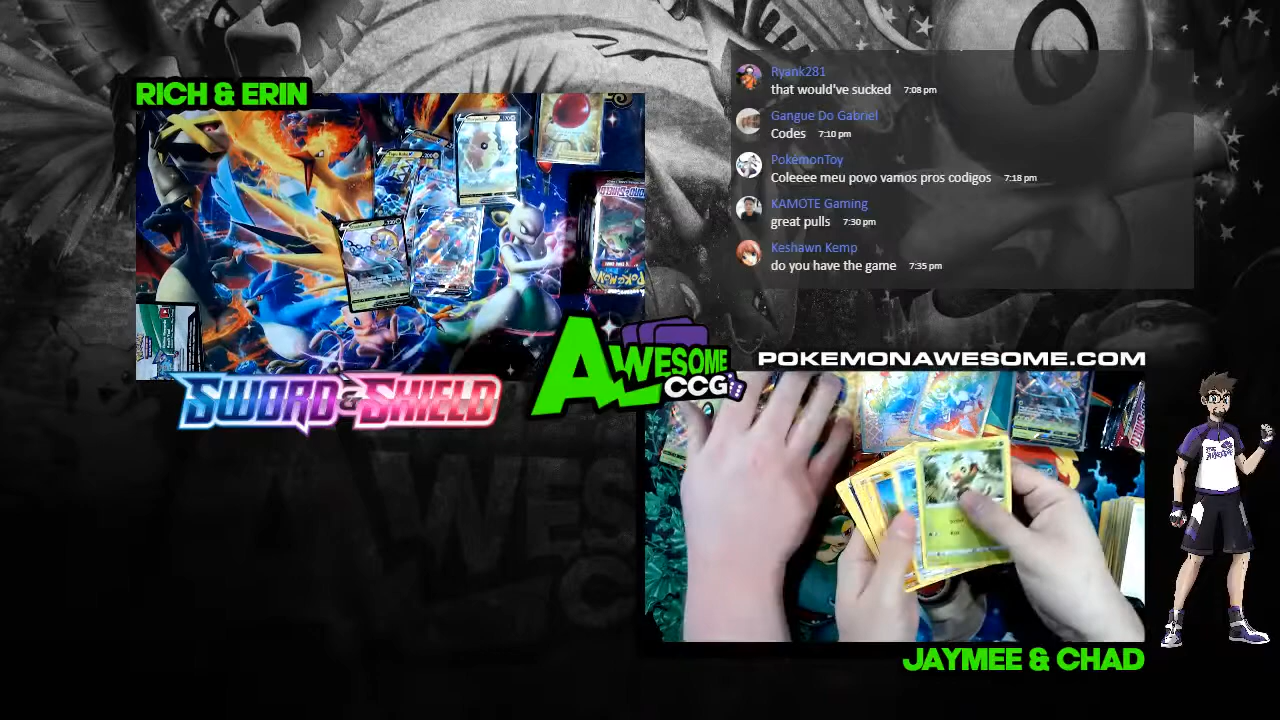 RICH & ERIN
Ryank281
that would've sucked 7:08 pm
Gangue Do Gabriel
Codes 7:10 pm
PokemonToy
Coleeee meu povo vamos pros codigos 7:18 pm
KAMOTE Gaming
great pulls 7:30 pm
Keshawn Kemp
do you have the game 7:35 pm
SWORD & SHIELD
AWESOME
CCG
POKEMONAWESOME.COM
JAYMEE & CHAD